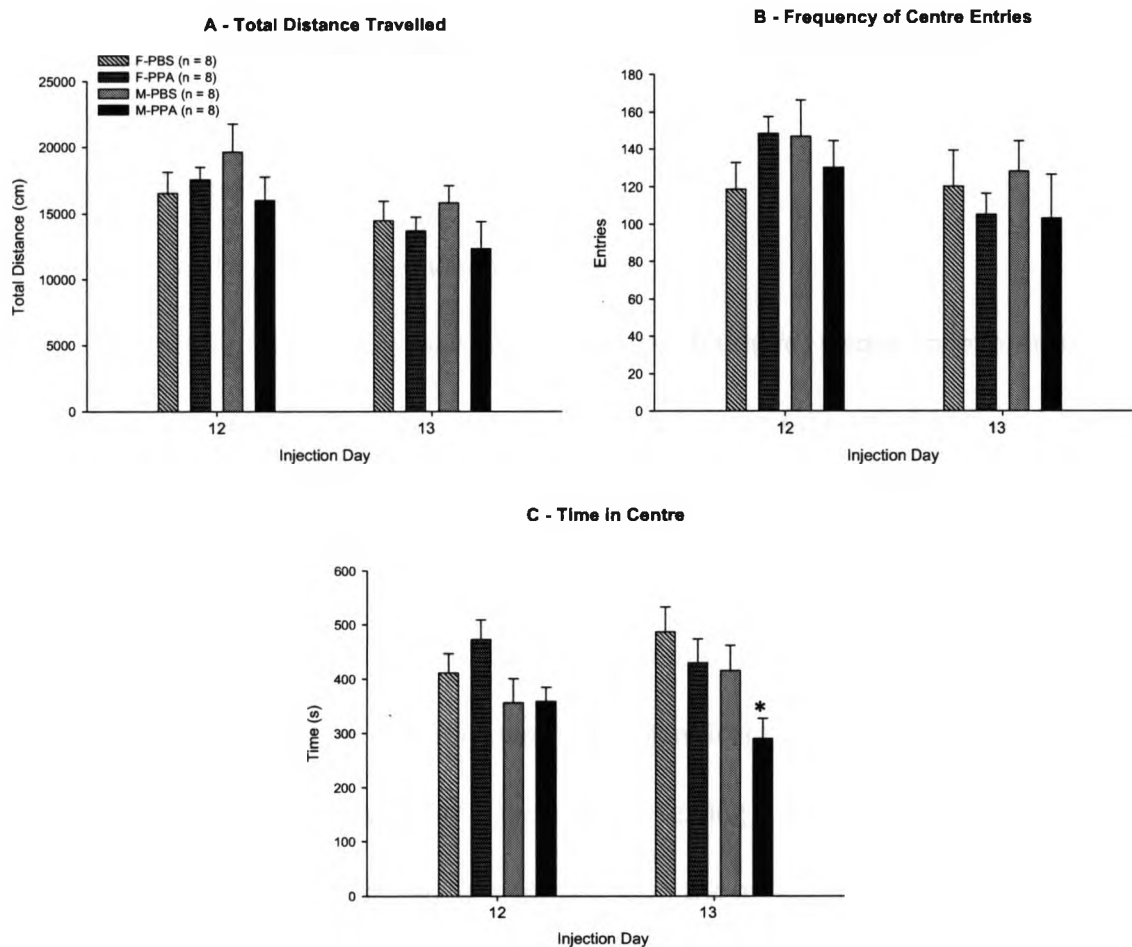 A - Total Distance Travelled
F-PBS (n = 8)
F-PPA (n = 8)
M-PBS (n = 8)
M-PPA (n = 8)
25000
20000
15000
10000
5000
0
Total Distance (cm)
12 13
Injection Day
B - Frequency of Centre Entries
180
160
140
120
100
80
60
40
20
0
Entries
12 13
Injection Day
C - Time in Centre
600
500
400
300
200
100
0
Time (s)
*
12 13
Injection Day